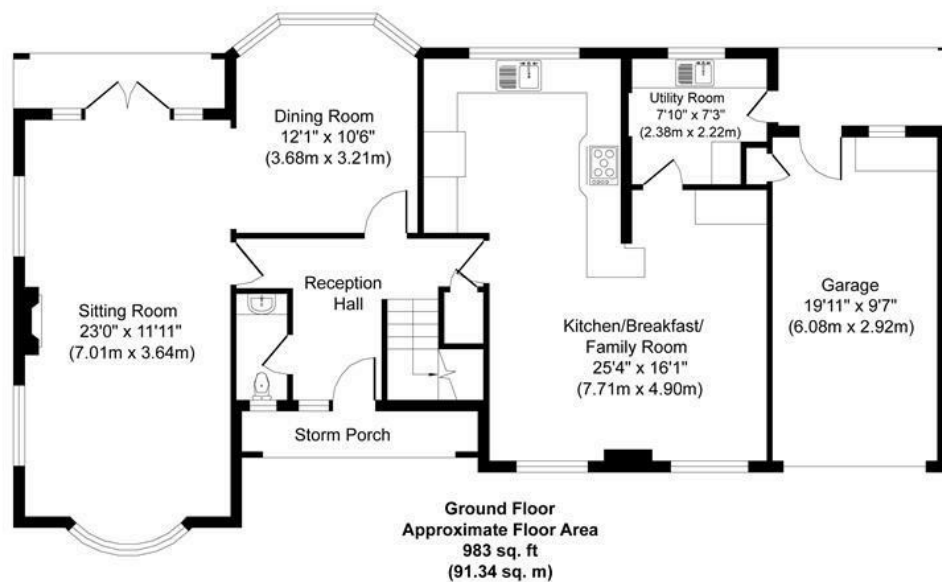 Dining Room
12'1" x 10'6"
(3.68m x 3.21m)
Utility Room
7'10" x 7'3"
(2.38m x 2.22m)
Reception
Hall
Sitting Room
23'0" x 11'11"
(7.01m x 3.64m)
Kitchen/Breakfast/
Family Room
25'4" x 16'1"
(7.71m x 4.90m)
Garage
19'11" x 9'7"
(6.08m x 2.92m)
Storm Porch
Ground Floor
Approximate Floor Area
983 sq. ft
(91.34 sq. m)